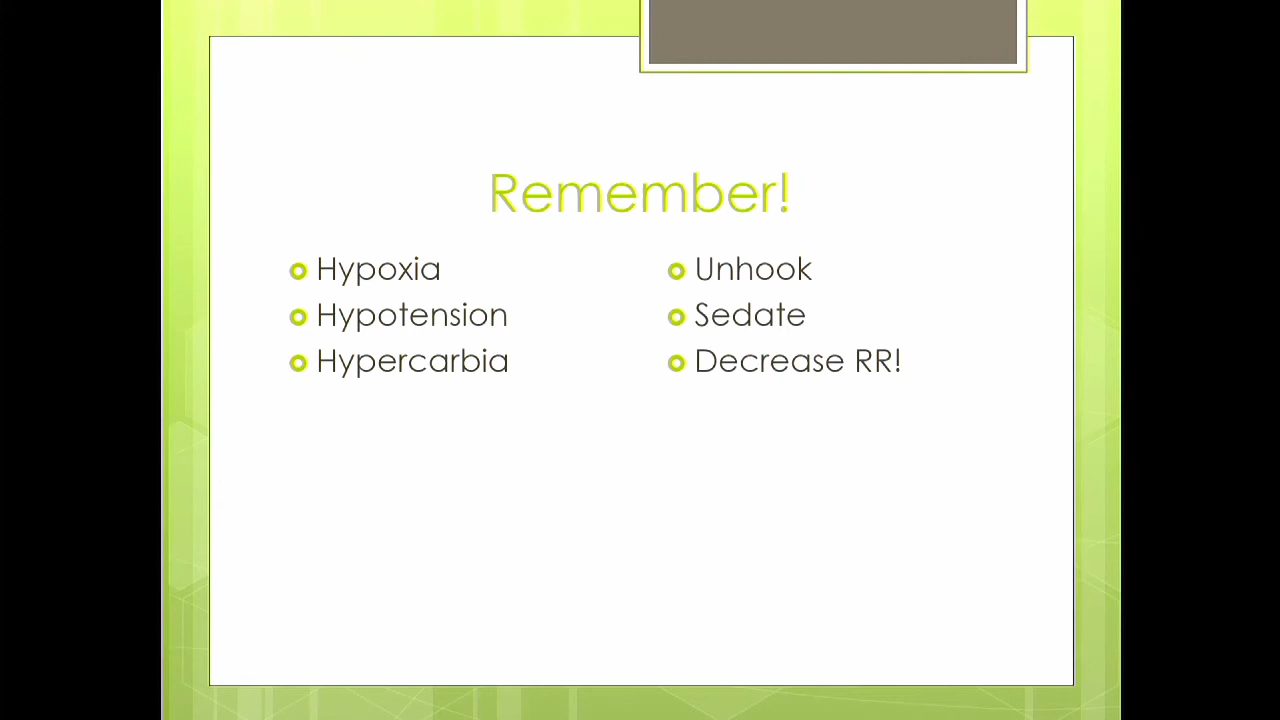 Remember!
Hypoxia
Hypotension
Hypercarbia
Unhook
Sedate
Decrease RR!